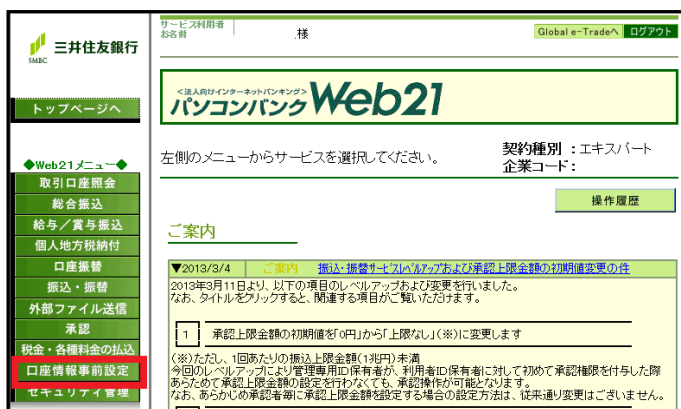 三井住友銀行
SMBC
サービス利用者
お名前
様
Global e-Tradeへ
ログアウト
トップページへ
<法人向けインターネットバンキング>
パソコンバンクWeb21
◆Web21メニュー◆
取引口座照会
総合振込
給与/賞与振込
個人地方税納付
口座振替
振込・振替
外部ファイル送信
承認
税金・各種料金の払込
口座情報事前設定
セキュリティ管理
左側のメニューからサービスを選択してください。
契約種別 :エキスパート
企業コード:
操作履歴
ご案内
▼2013/3/4 ご案内 振込・振替サービスレベルアップおよび承認上限金額の初期値変更の件
2013年3月11日より、以下の項目のレベルアップおよび変更を行いました。
なお、タイトルをクリックすると、関連する項目がご覧いただけます。
1 承認上限金額の初期値を「0円」から「上限なし」(※)に変更します
(※)ただし、1回あたりの振込上限金額(1兆円)未満
今回のレベルアップにより管理専用ID保有者が、利用者ID保有者に対して初めて承認権限を付与した際
あらためて承認上限金額の設定を行わなくても、承認操作が可能となります。
なお、あらかじめ承認者毎に承認上限金額を設定する場合の設定方法は、従来通り変更はございません。